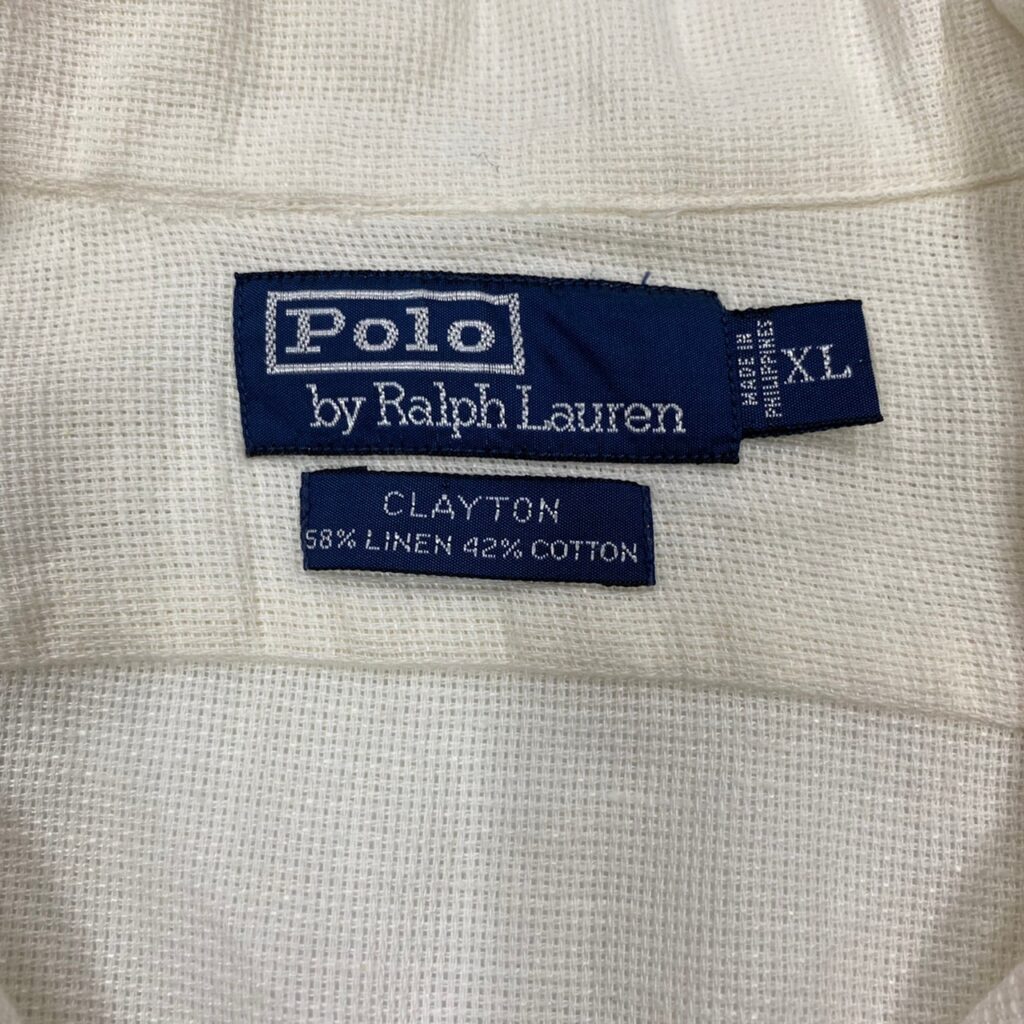 Polo
by Ralph Lauren
MADE IN
PHILIPPINES
XL
CLAYTON
58% LINEN 42% COTTON